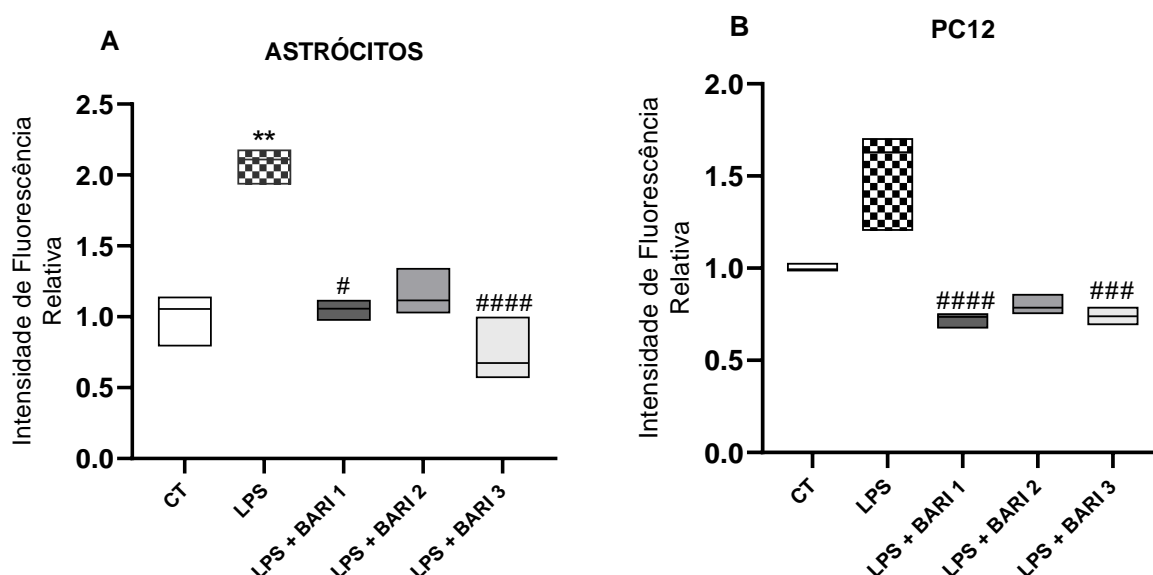 A
ASTRÓCITOS
Intensidade de Fluorescência
Relativa
2.5
2.0
1.5
1.0
0.5
0.0
**
#
####
CT
LPS
LPS + BARI 1
LPS + BARI 2
LPS + BARI 3
B
PC12
Intensidade de Fluorescência
Relativa
2.0
1.5
1.0
0.5
0.0
####
###
CT
LPS
LPS + BARI 1
LPS + BARI 2
LPS + BARI 3